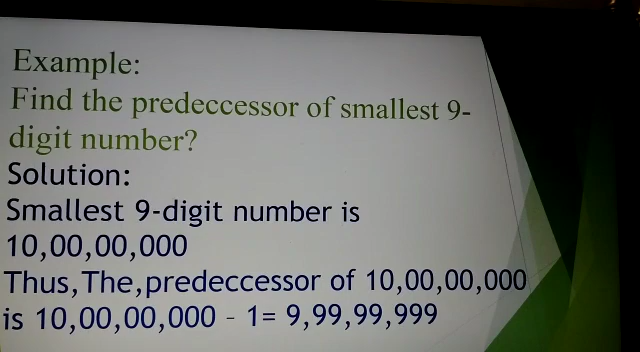 Example:
Find the predeccessor of smallest 9-
digit number?
Solution:
Smallest 9-digit number is
10,00,00,000
Thus,The,predeccessor of 10,00,00,000
is 10,00,00,000 - 1= 9,99,99,999